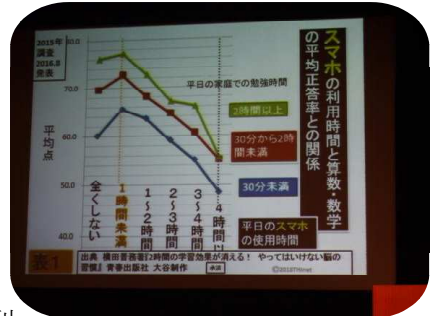 スマホの利用時間と算数・数学
の平均正答率との関係
調査
発表
80.0
70.0
60.0
50.0
40.0
平均点
平日の家庭での勉強時間
2時間以上
30分から2時
間未満
30分未満
全くしない
1時間未満
1～2時間
2～3時間
3～4時間
4時間以
平日のスマホ
の使用時間
表1
出典 横田晋務著『2時間の学習効果が消える! やってはいけない脳の
習慣』青春出版社 大谷制作